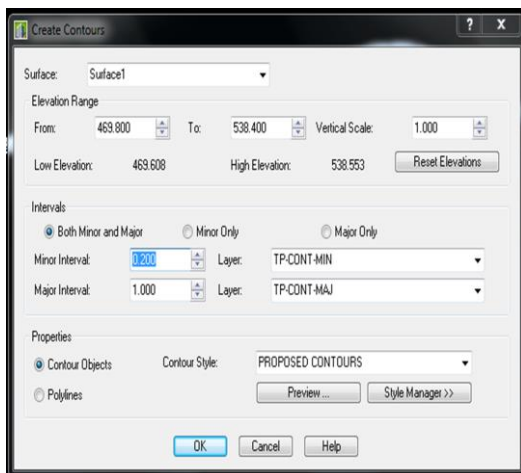 Create Contours
Surface: Surface1
Elevation Range
From: 469.800 To: 538.400 Vertical Scale: 1.000
Low Elevation: 469.608 High Elevation: 538.553 Reset Elevations
Intervals
Both Minor and Major Minor Only Major Only
Minor Interval: 0.200 Layer: TP-CONT-MIN
Major Interval: 1.000 Layer: TP-CONT-MAJ
Properties
Contour Objects Contour Style: PROPOSED CONTOURS
Polylines Preview ... Style Manager >>
OK Cancel Help